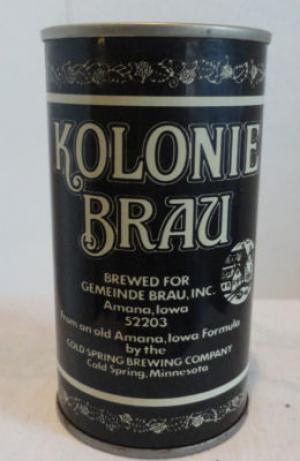 KOLONIE
BRAU
BREWED FOR
GEMEINDE BRAU, INC.
Amana, Iowa
52203
From an old Amana, Iowa Formula
by the
COLD SPRING BREWING COMPANY
Cold Spring, Minnesota